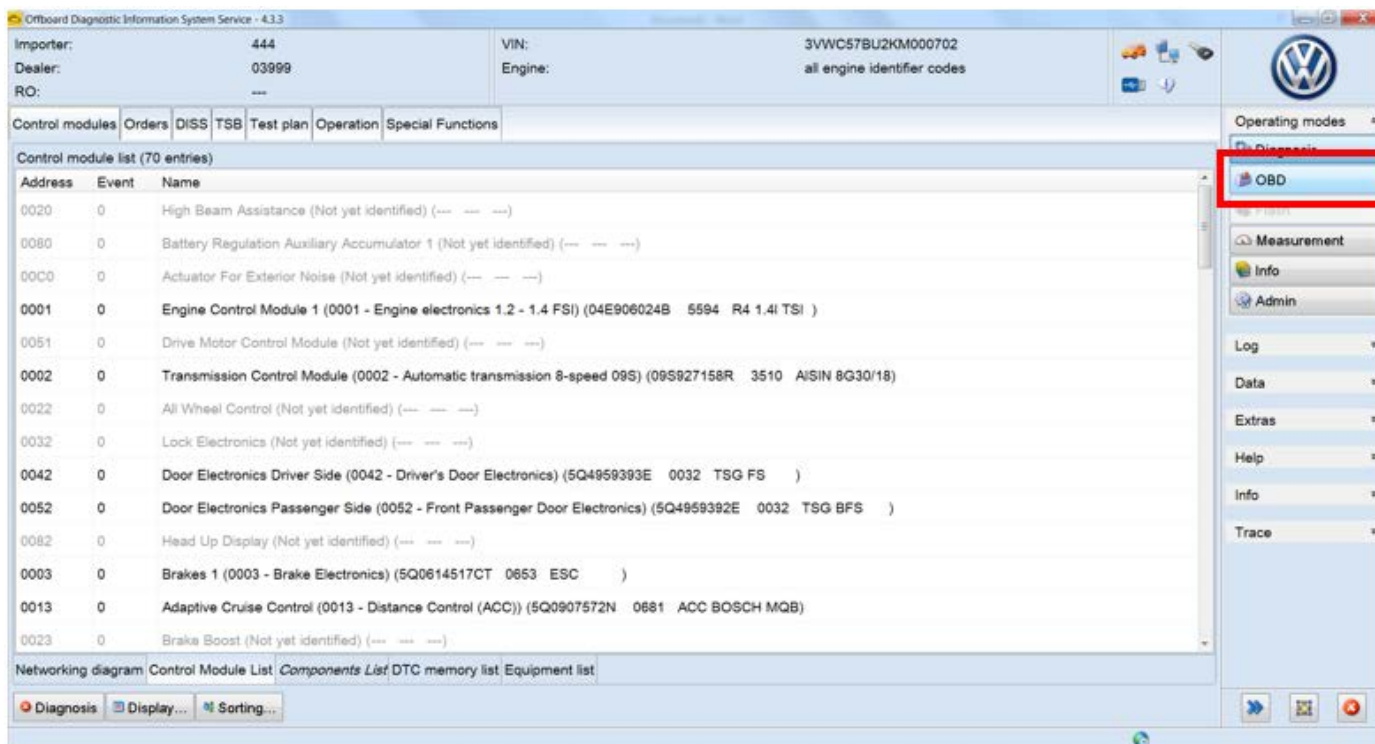 Offboard Diagnostic Information System Service - 4.3.3
Importer: 444 VIN: 3VWC57BU2KM000702
Dealer: 03999 Engine: all engine identifier codes
RO: ---
Control modules Orders DISS TSB Test plan Operation Special Functions
Control module list (70 entries)
Address Event Name
0020 0 High Beam Assistance (Not yet identified) (--- --- ---)
0080 0 Battery Regulation Auxiliary Accumulator 1 (Not yet identified) (--- --- ---)
00C0 0 Actuator For Exterior Noise (Not yet identified) (--- --- ---)
0001 0 Engine Control Module 1 (0001 - Engine electronics 1.2 - 1.4 FSI) (04E906024B 5594 R4 1.4l TSI )
0051 0 Drive Motor Control Module (Not yet identified) (--- --- ---)
0002 0 Transmission Control Module (0002 - Automatic transmission 8-speed 09S) (09S927158R 3510 AISIN 8G30/18)
0022 0 All Wheel Control (Not yet identified) (--- --- ---)
0032 0 Lock Electronics (Not yet identified) (--- --- ---)
0042 0 Door Electronics Driver Side (0042 - Driver's Door Electronics) (5Q4959393E 0032 TSG FS )
0052 0 Door Electronics Passenger Side (0052 - Front Passenger Door Electronics) (5Q4959392E 0032 TSG BFS )
0082 0 Head Up Display (Not yet identified) (--- --- ---)
0003 0 Brakes 1 (0003 - Brake Electronics) (5Q0614517CT 0653 ESC )
0013 0 Adaptive Cruise Control (0013 - Distance Control (ACC)) (5Q0907572N 0681 ACC BOSCH MQB)
0023 0 Brake Boost (Not yet identified) (--- --- ---)
Networking diagram Control Module List Components List DTC memory list Equipment list
Diagnosis Display... Sorting...
Operating modes
Diagnosis
OBD
Flash
Measurement
Info
Admin
Log
Data
Extras
Help
Info
Trace